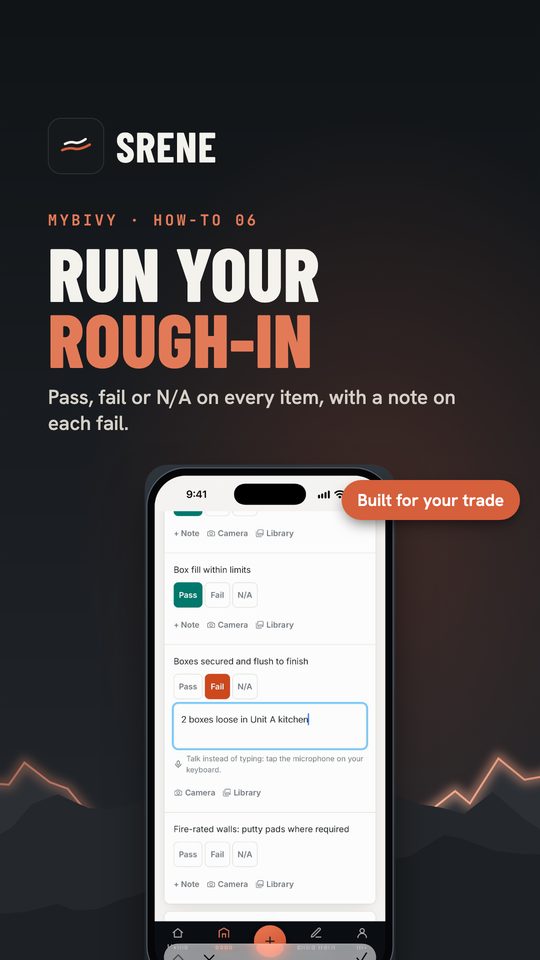 SRENE
MYBIVY · HOW-TO 06
RUN YOUR
ROUGH-IN
Pass, fail or N/A on every item, with a note on
each fail.
9:41
Built for your trade
+ Note Camera Library
Box fill within limits
Pass Fail N/A
+ Note Camera Library
Boxes secured and flush to finish
Pass Fail N/A
2 boxes loose in Unit A kitchen
Talk instead of typing: tap the microphone on your
keyboard.
Camera Library
Fire-rated walls: putty pads where required
Pass Fail N/A
+ Note Camera Library